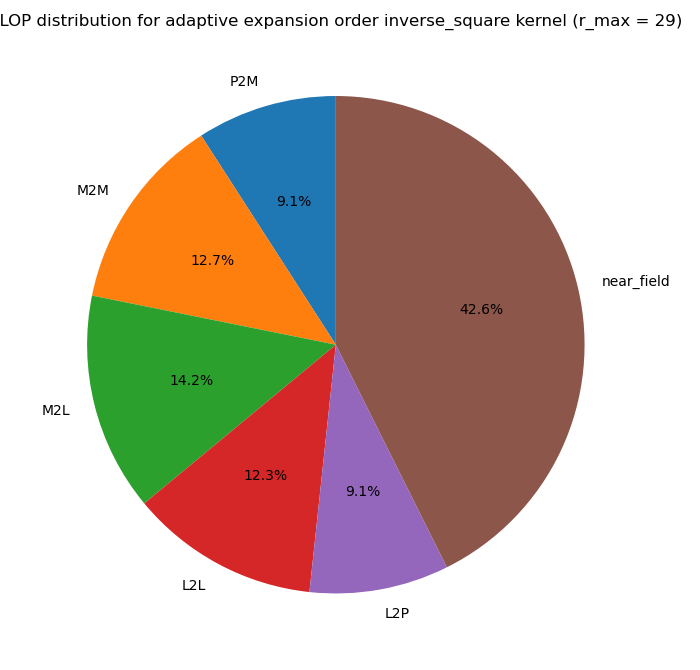 LOP distribution for adaptive expansion order inverse_square kernel (r_max = 29)
P2M
9.1%
M2M
12.7%
near_field
42.6%
M2L
14.2%
L2L
12.3%
L2P
9.1%